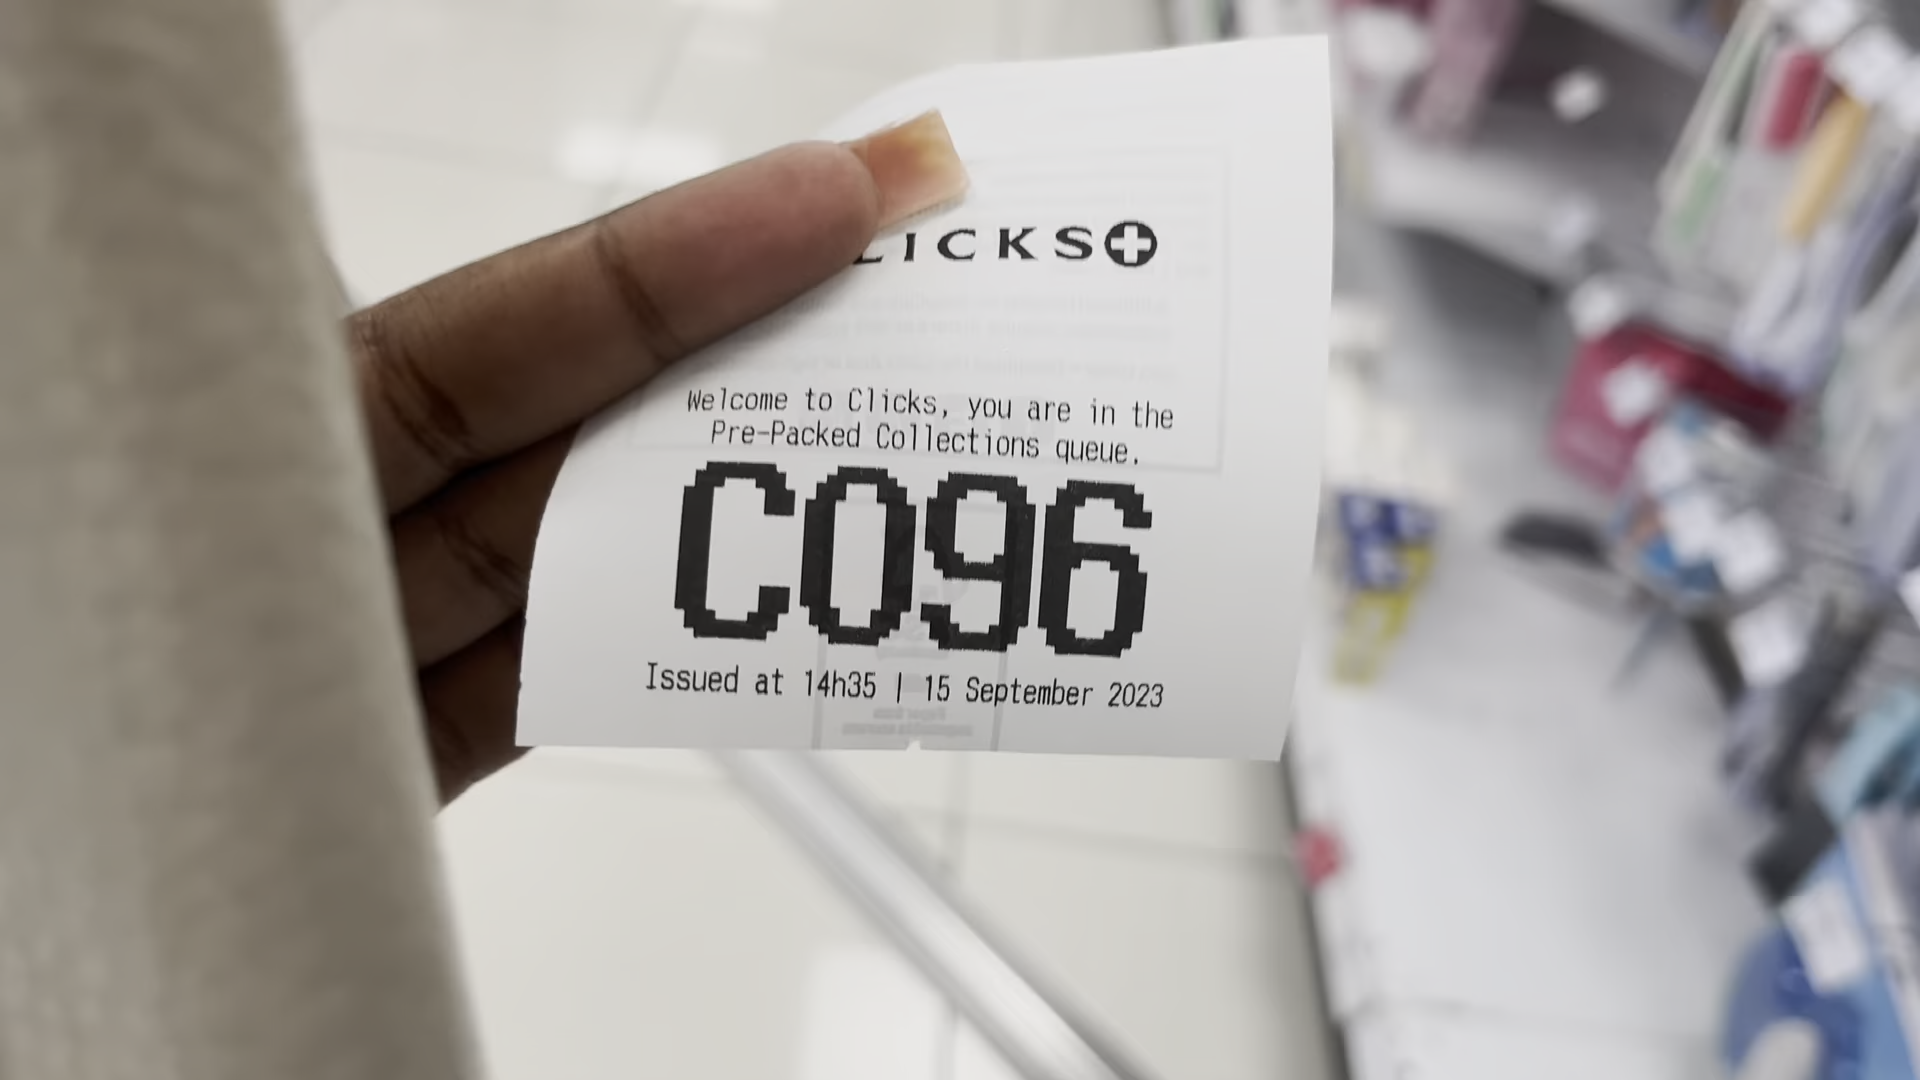 LICKS
Welcome to Clicks, you are in the
Pre-Packed Collections queue.
C096
Issued at 14h35 | 15 September 2023